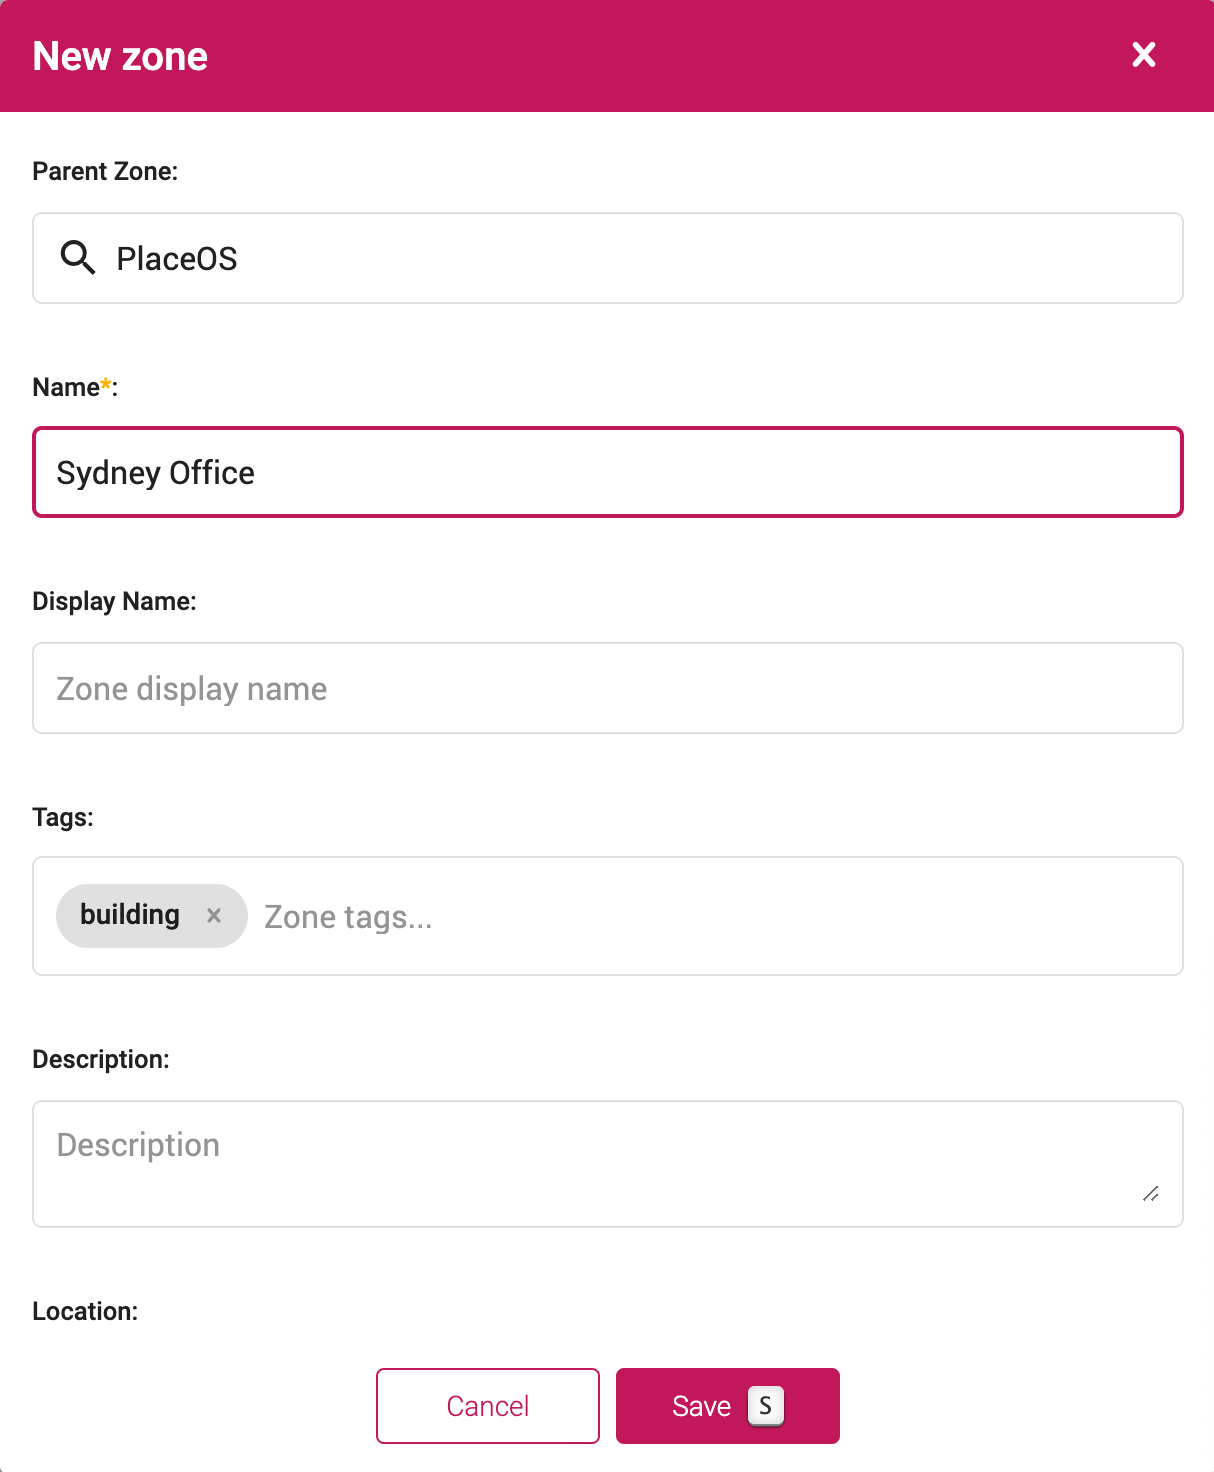 New zone
Parent Zone:
PlaceOS
Name*:
Sydney Office
Display Name:
Zone display name
Tags:
building × Zone tags...
Description:
Description
Location:
Cancel
Save S